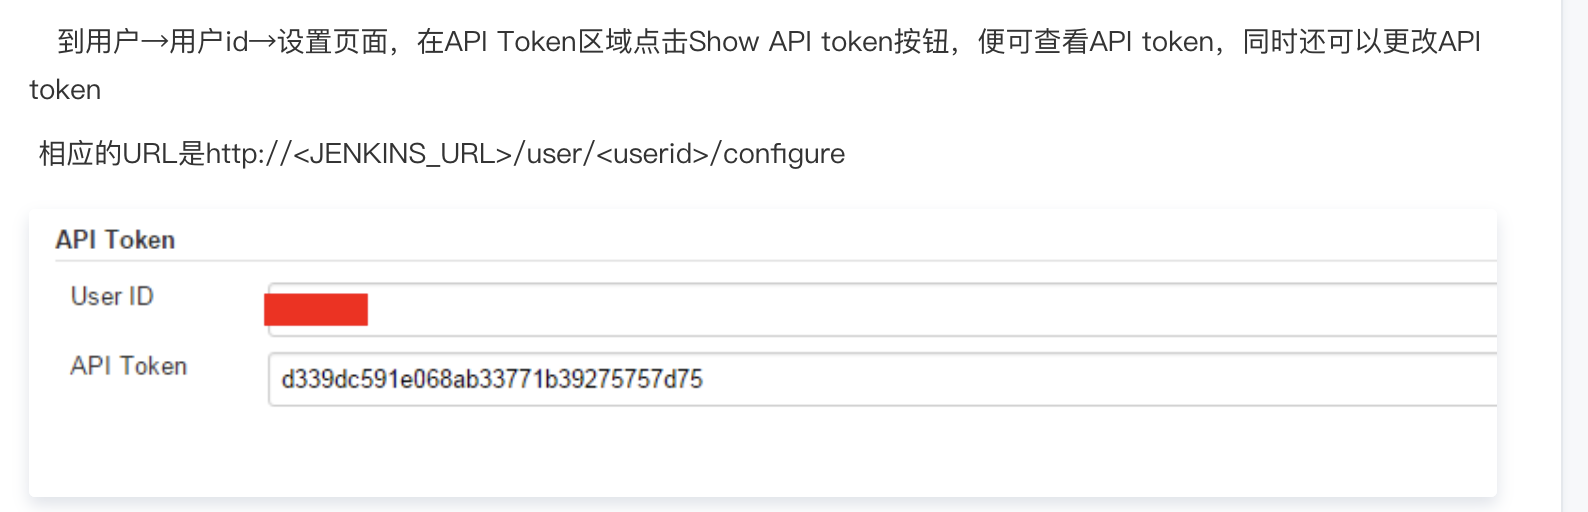 到用户→用户id→设置页面，在API Token区域点击Show API token按钮，便可查看API token，同时还可以更改API
token
相应的URL是http://<JENKINS_URL>/user/<userid>/configure
API Token
User ID
API Token
d339dc591e068ab33771b39275757d75